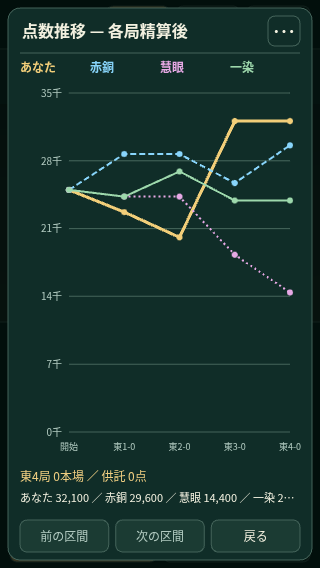 点数推移 — 各局精算後
…
あなた 赤銅 慧眼 一染
35千
28千
21千
14千
7千
0千
開始 東1-0 東2-0 東3-0 東4-0
東4局 0本場 ／ 供託 0点
あなた 32,100 ／ 赤銅 29,600 ／ 慧眼 14,400 ／ 一染 2…
前の区間 次の区間 戻る